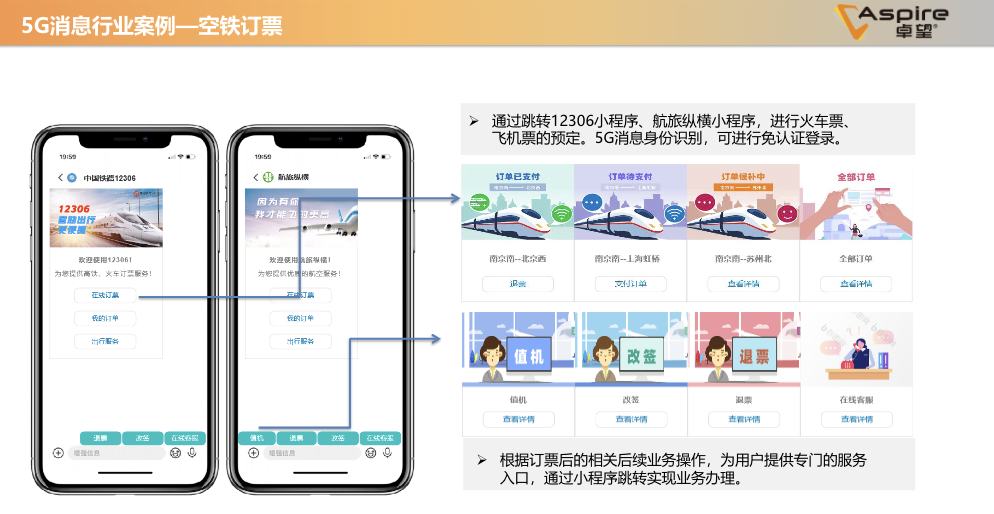 5G消息行业案例—空铁订票
Aspire
卓望®
通过跳转12306小程序、航旅纵横小程序，进行火车票、
飞机票的预定。5G消息身份识别，可进行免认证登录。
19:59
中国铁路12306
12306
欢迎使用12306!
为您提供高铁、火车订票服务!
在线订票
我的订单
出行服务
退票
改签
在线客服
增强信息
19:59
航旅纵横
因为有你
我才能飞的更高
欢迎使用航旅纵横!
为您提供优质的航空服务!
在线订票
我的订单
出行服务
值机
退票
改签
在线客服
增强信息
订单已支付
订单待支付
订单候补中
全部订单
南京南--北京西
南京南--上海虹桥
南京南--苏州北
全部订单
退票
支付订单
查看详情
查看详情
值机
改签
退票
值机
改签
退票
在线客服
查看详情
查看详情
查看详情
查看详情
根据订票后的相关后续业务操作，为用户提供专门的服务
入口，通过小程序跳转实现业务办理。